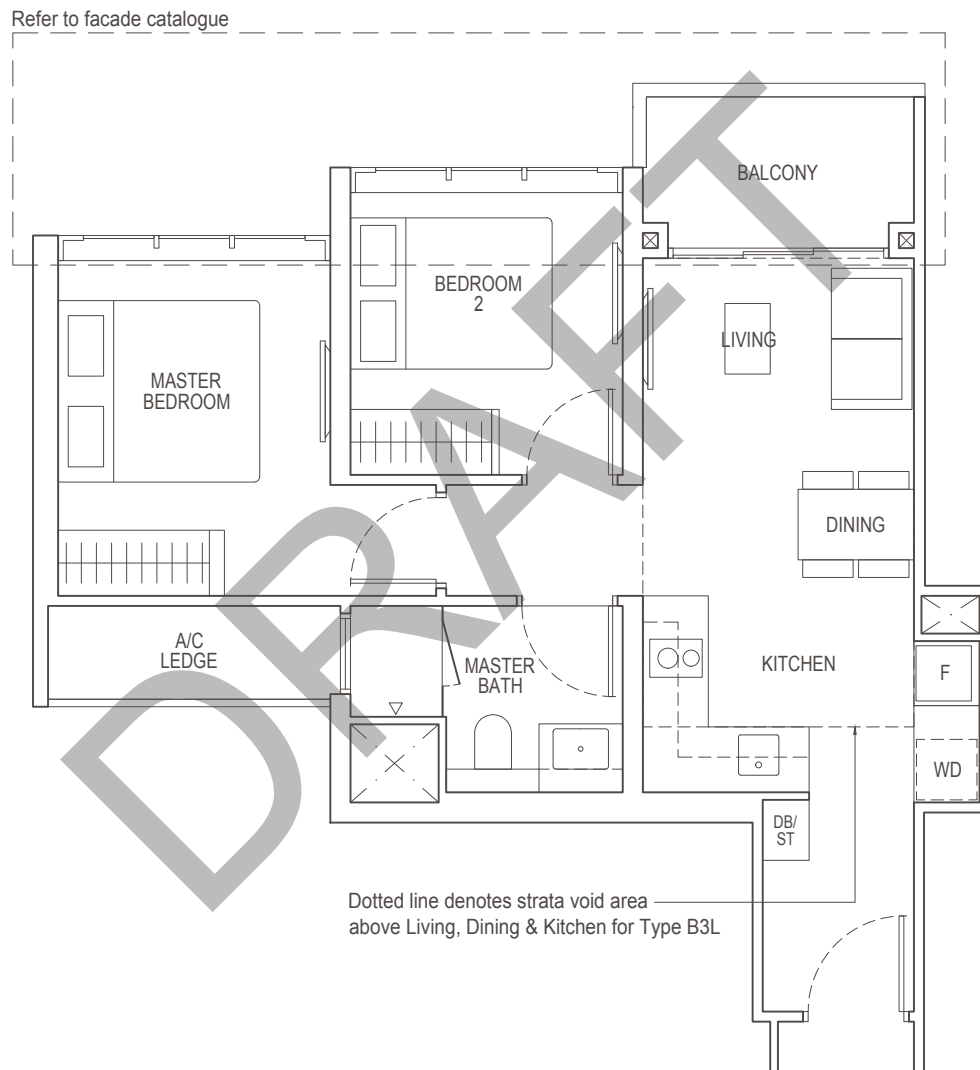 Refer to facade catalogue
BALCONY
BEDROOM
2
LIVING
MASTER
BEDROOM
DINING
A/C
LEDGE
MASTER
BATH
KITCHEN
F
WD
DB/
ST
Dotted line denotes strata void area
above Living, Dining & Kitchen for Type B3L
DRAFT